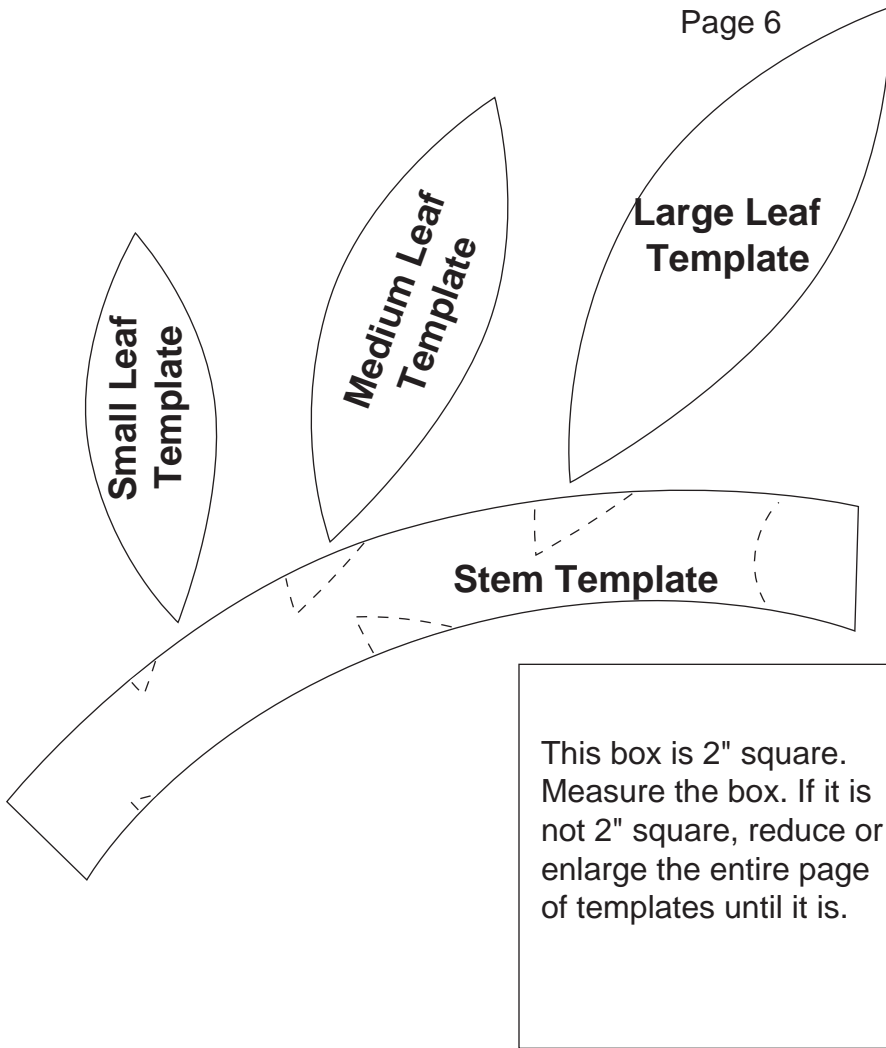 Page 6
Large Leaf
Template
Medium Leaf
Template
Small Leaf
Template
Stem Template
This box is 2" square.
Measure the box. If it is
not 2" square, reduce or
enlarge the entire page
of templates until it is.